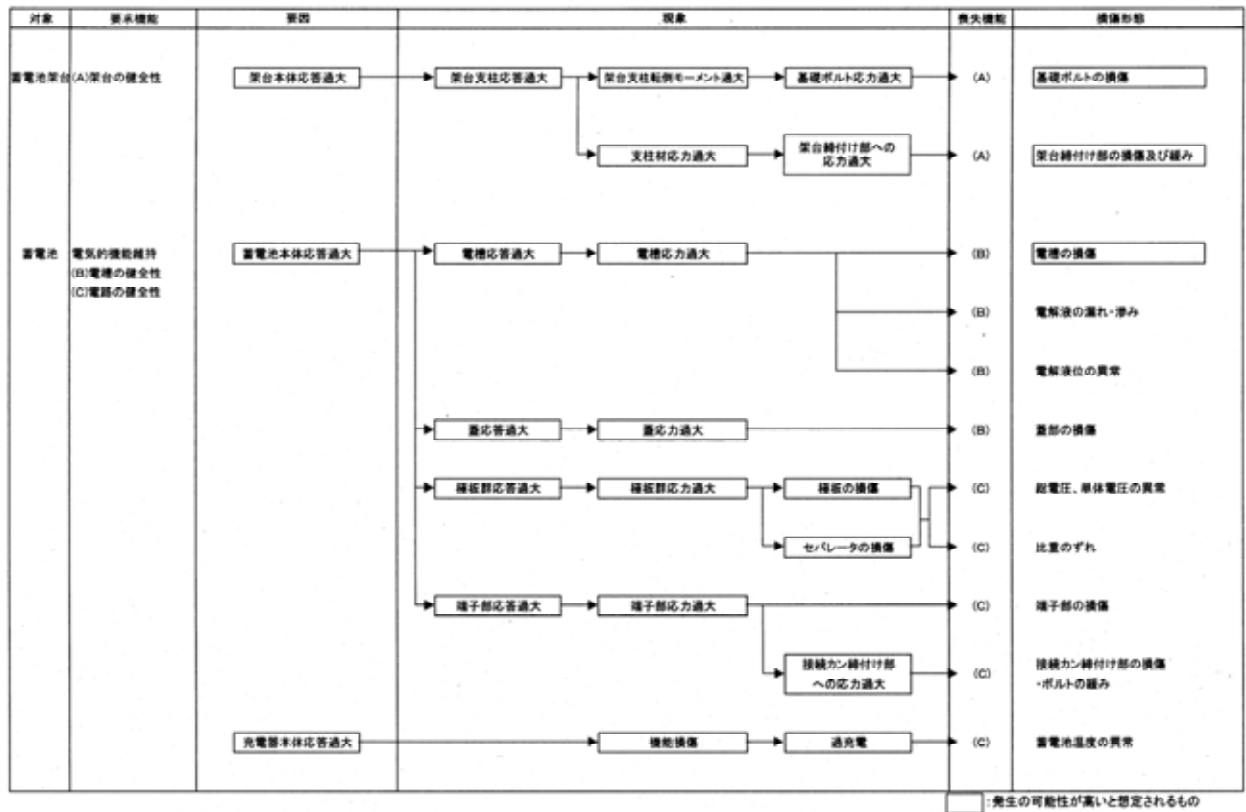 対象 要求機能 要因 現象 喪失機能 損傷形態
蓄電池架台 (A)架台の健全性 架台本体応答過大 架台支柱応答過大 架台支柱転倒モーメント過大 基礎ボルト応力過大 (A) 基礎ボルトの損傷
支柱材応力過大 架台締付け部への (A) 架台締付け部の損傷及び緩み
応力過大
蓄電池 電気的機能維持 蓄電池本体応答過大 電槽応答過大 電槽応力過大 (B) 電槽の損傷
(B)電槽の健全性
(C)電路の健全性
(B) 電解液の漏れ・滲み
(B) 電解液位の異常
蓋応答過大 蓋応力過大 (B) 蓋部の損傷
極板群応答過大 極板群応力過大 極板の損傷 (C) 総電圧、単体電圧の異常
セパレータの損傷 (C) 比重のずれ
端子部応答過大 端子部応力過大 (C) 端子部の損傷
接続カン締付け部 (C) 接続カン締付け部の損傷
への応力過大 ・ボルトの緩み
充電器本体応答過大 機能損傷 過充電 (C) 蓄電池温度の異常
:発生の可能性が高いと想定されるもの